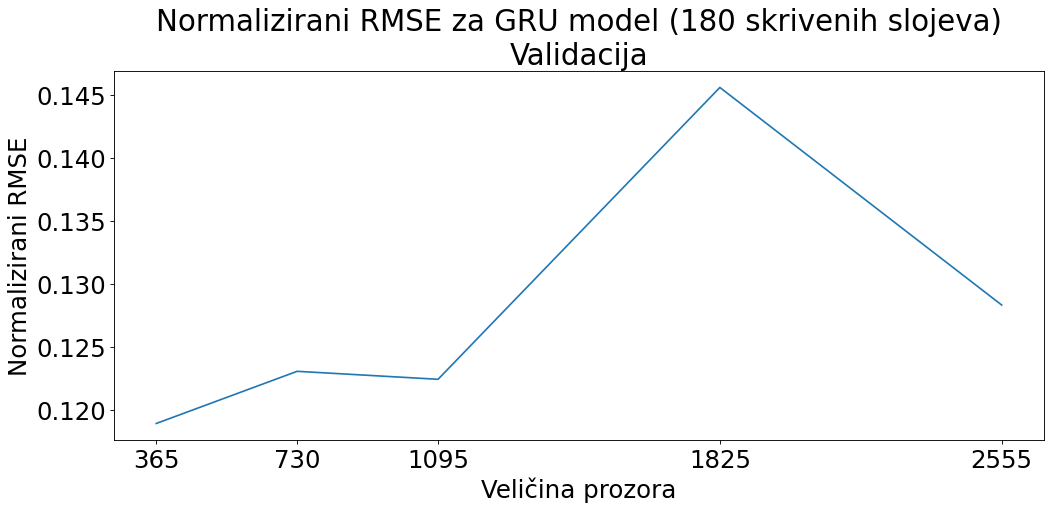 Normalizirani RMSE za GRU model (180 skrivenih slojeva)
Validacija
Normalizirani RMSE
0.145
0.140
0.135
0.130
0.125
0.120
365 730 1095 1825 2555
Veličina prozora